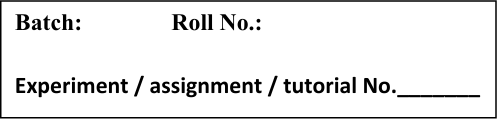 Batch: Roll No.:
Experiment / assignment / tutorial No._______